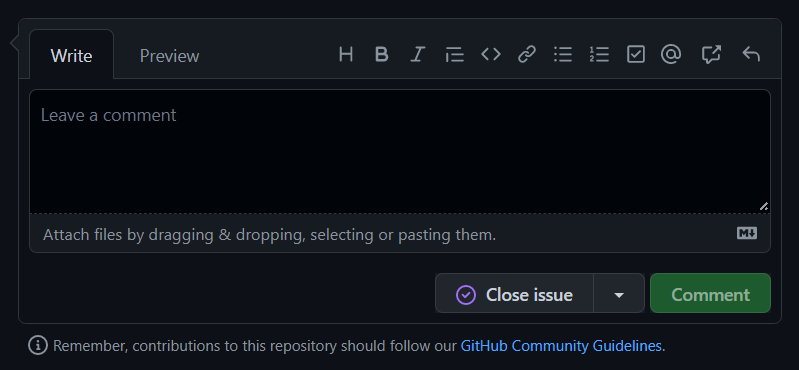 Write Preview
Leave a comment
Attach files by dragging & dropping, selecting or pasting them.
Close issue Comment
Remember, contributions to this repository should follow our GitHub Community Guidelines.